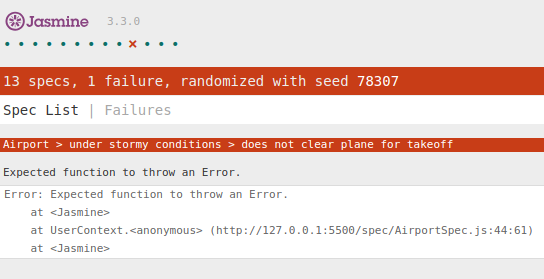 Jasmine 3.3.0
• • • • • • • • • × • • •
13 specs, 1 failure, randomized with seed 78307
Spec List | Failures
Airport > under stormy conditions > does not clear plane for takeoff
Expected function to throw an Error.
Error: Expected function to throw an Error.
    at <Jasmine>
    at UserContext.<anonymous> (http://127.0.0.1:5500/spec/AirportSpec.js:44:61)
    at <Jasmine>